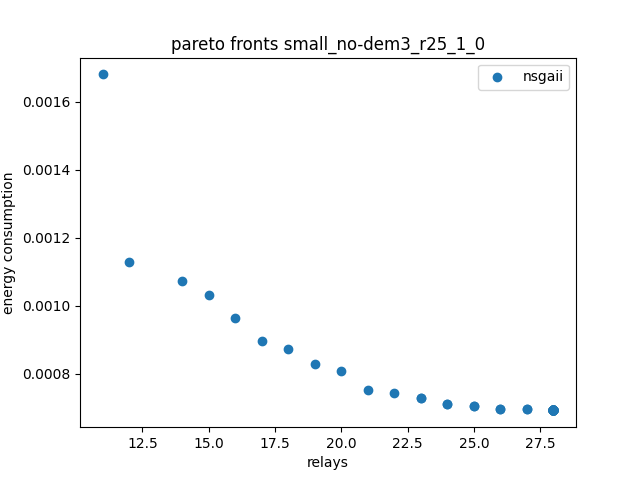 pareto fronts small_no-dem3_r25_1_0
nsgaii
0.0016
0.0014
0.0012
0.0010
0.0008
energy consumption
12.5 15.0 17.5 20.0 22.5 25.0 27.5
relays